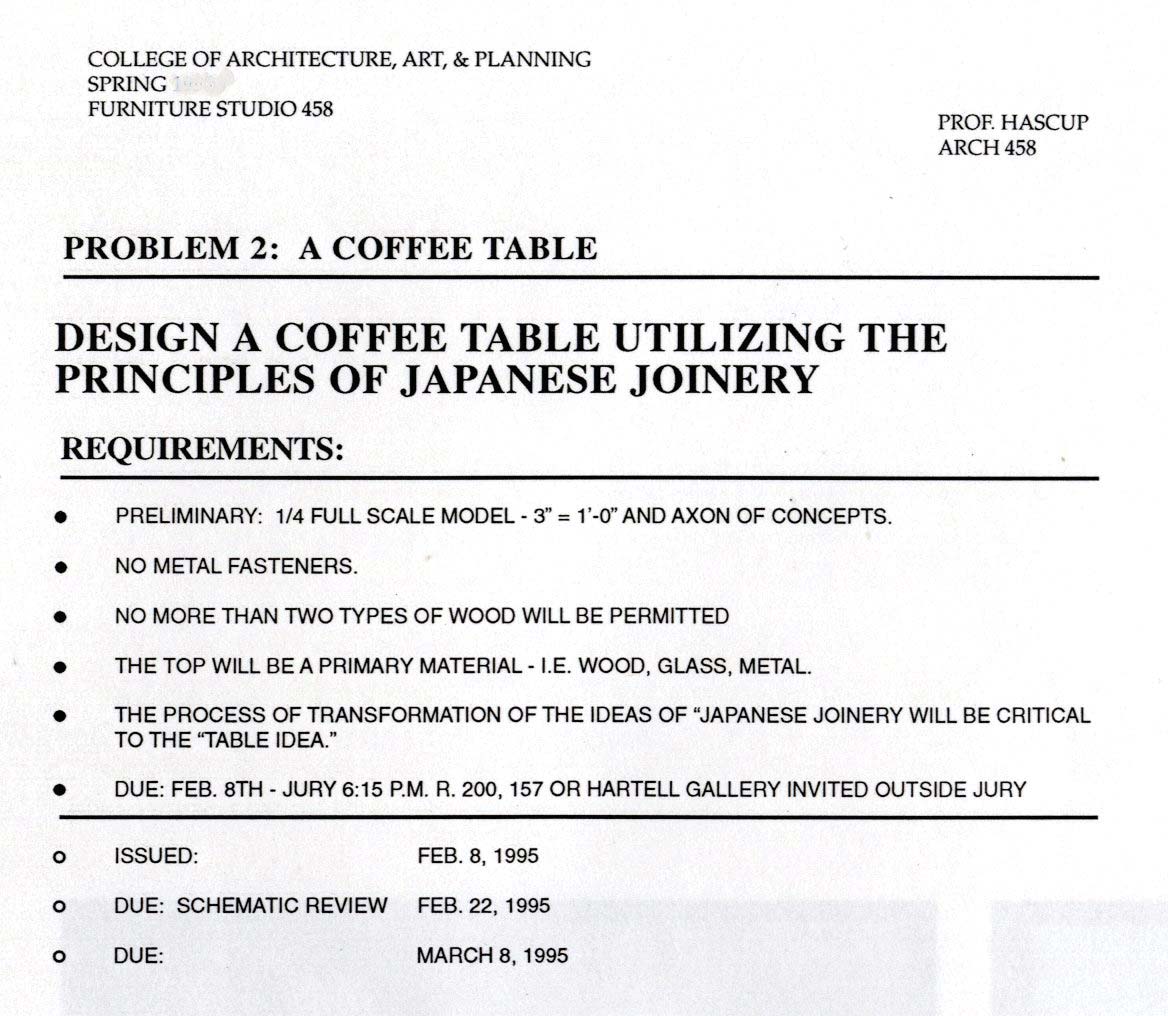 COLLEGE OF ARCHITECTURE, ART, & PLANNING
SPRING
FURNITURE STUDIO 458
PROF. HASCUP
ARCH 458
PROBLEM 2: A COFFEE TABLE
DESIGN A COFFEE TABLE UTILIZING THE
PRINCIPLES OF JAPANESE JOINERY
REQUIREMENTS:
● PRELIMINARY: 1/4 FULL SCALE MODEL - 3” = 1’-0” AND AXON OF CONCEPTS.
● NO METAL FASTENERS.
● NO MORE THAN TWO TYPES OF WOOD WILL BE PERMITTED
● THE TOP WILL BE A PRIMARY MATERIAL - I.E. WOOD, GLASS, METAL.
● THE PROCESS OF TRANSFORMATION OF THE IDEAS OF “JAPANESE JOINERY WILL BE CRITICAL
TO THE “TABLE IDEA.”
● DUE: FEB. 8TH - JURY 6:15 P.M. R. 200, 157 OR HARTELL GALLERY INVITED OUTSIDE JURY
○ ISSUED: FEB. 8, 1995
○ DUE: SCHEMATIC REVIEW FEB. 22, 1995
○ DUE: MARCH 8, 1995